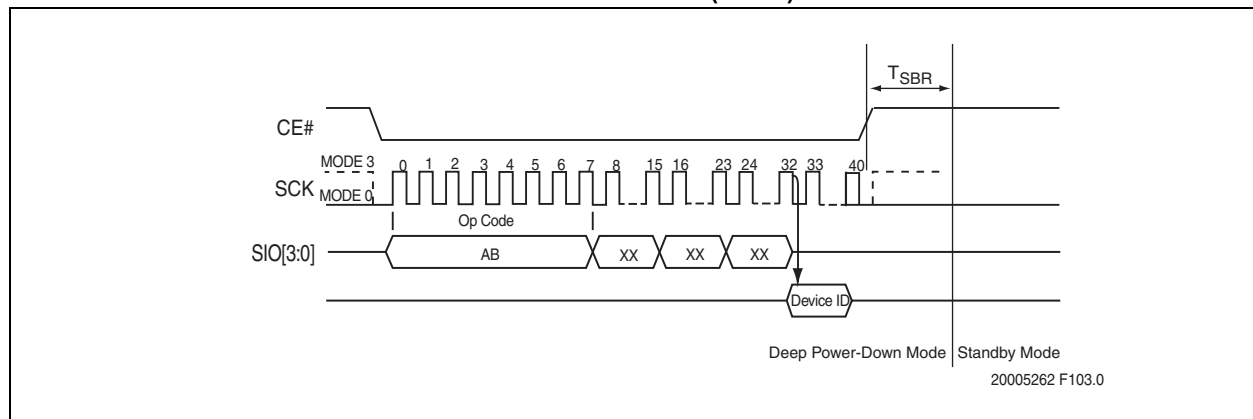 T SBR
CE#
MODE 3
0 1 2 3 4 5 6 7 8 15 16 23 24 32 33 40
SCK
MODE 0
Op Code
SIO[3:0]
AB XX XX XX
Device ID
Deep Power-Down Mode Standby Mode
20005262 F103.0